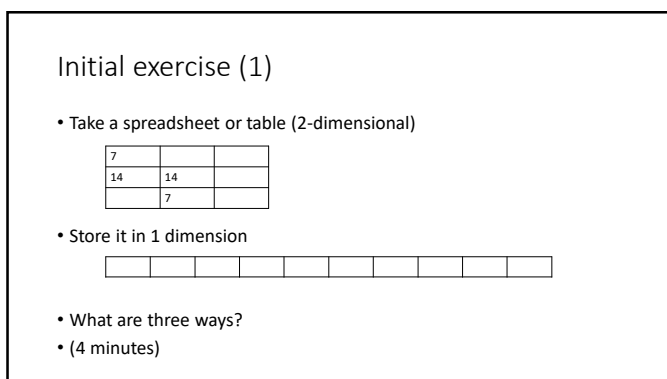 Initial exercise (1)
• Take a spreadsheet or table (2-dimensional)
7
14 14
7
• Store it in 1 dimension
• What are three ways?
• (4 minutes)